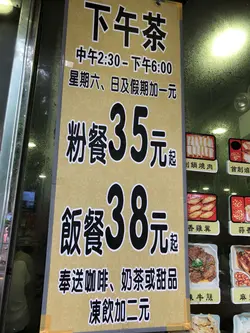 下午茶
中午2:30-下午6:00
星期六、日及假期加一元
粉餐35元起
飯餐38元起
奉送咖啡、奶茶或甜品
凍飲加二元